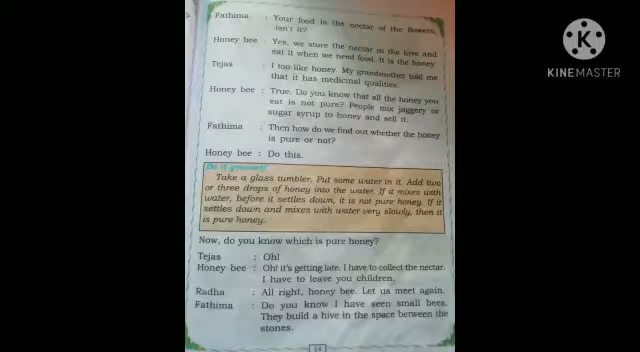 Fathima : Your food is the nectar of the flowers,
isn't it?
Honey bee : Yes, we store the nectar in the hive and
eat it when we need food. It is the honey.
Tejas : I too like honey. My grandmother told me
that it has medicinal qualities.
Honey bee : True. Do you know that all the honey you
eat is not pure? People mix jaggery or
sugar syrup to honey and sell it.
Fathima : Then how do we find out whether the honey
is pure or not?
Honey bee : Do this.
Do it yourself
Take a glass tumbler. Put some water in it. Add two
or three drops of honey into the water. If it mixes with
water, before it settles down, it is not pure honey. If it
settles down and mixes with water very slowly, then it
is pure honey.
Now, do you know which is pure honey?
Tejas : Oh!
Honey bee : Oh! it's getting late. I have to collect the nectar.
I have to leave you children.
Radha : All right, honey bee. Let us meet again.
Fathima : Do you know I have seen small bees.
They build a hive in the space between the
stones.
14
KINEMASTER